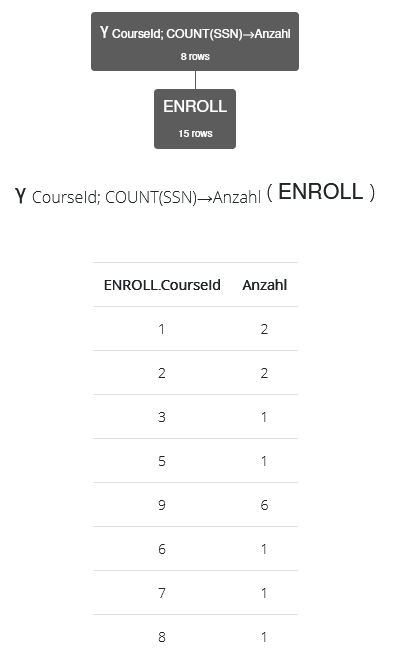 γ CourseId; COUNT(SSN)→Anzahl
8 rows
ENROLL
15 rows
γ CourseId; COUNT(SSN)→Anzahl ( ENROLL )
ENROLL.CourseId Anzahl
1 2
2 2
3 1
5 1
9 6
6 1
7 1
8 1